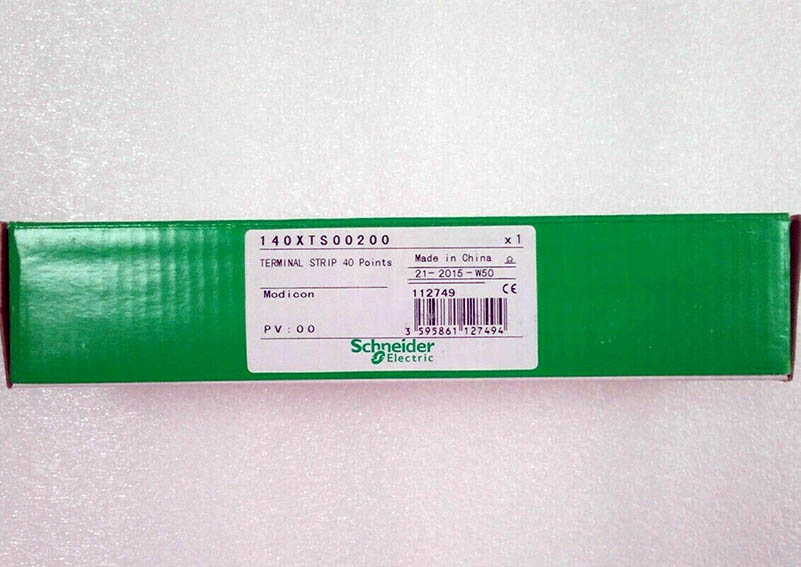 140XTS00200 x1
TERMINAL STRIP 40 Points
Made in China Ω
21-2015-W50
Modicon
112749 CE
PV:00
3 595861 127494
Schneider
Electric